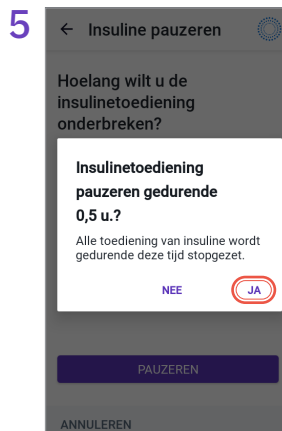 5
Insuline pauzeren
Hoelang wilt u de
insulinetoediening
onderbreken?
Insulinetoediening
pauzeren gedurende
0,5 u.?
Alle toediening van insuline wordt
gedurende deze tijd stopgezet.
NEE
JA
PAUZEREN
ANNULEREN